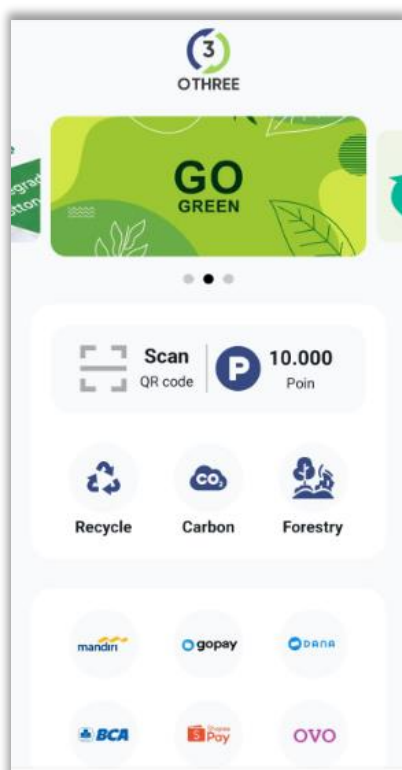 3
OTHREE
GO
GREEN
Scan
QR code
P
10.000
Poin
Recycle
CO2
Carbon
Forestry
mandiri
gopay
DANA
BCA
S
Shopee
Pay
OVO